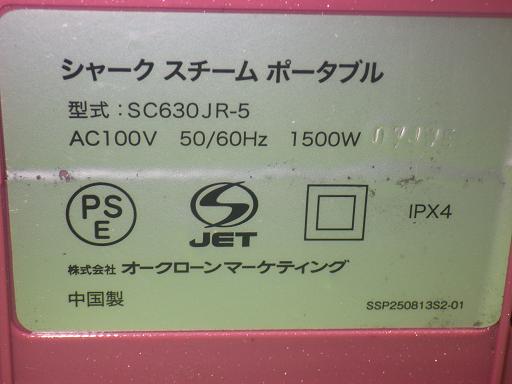 シャーク スチーム ポータブル
型式：SC630JR-5
AC100V 50/60Hz 1500W
PS
E
JET
IPX4
株式会社 オークローンマーケティング
中国製
SSP250813S2-01